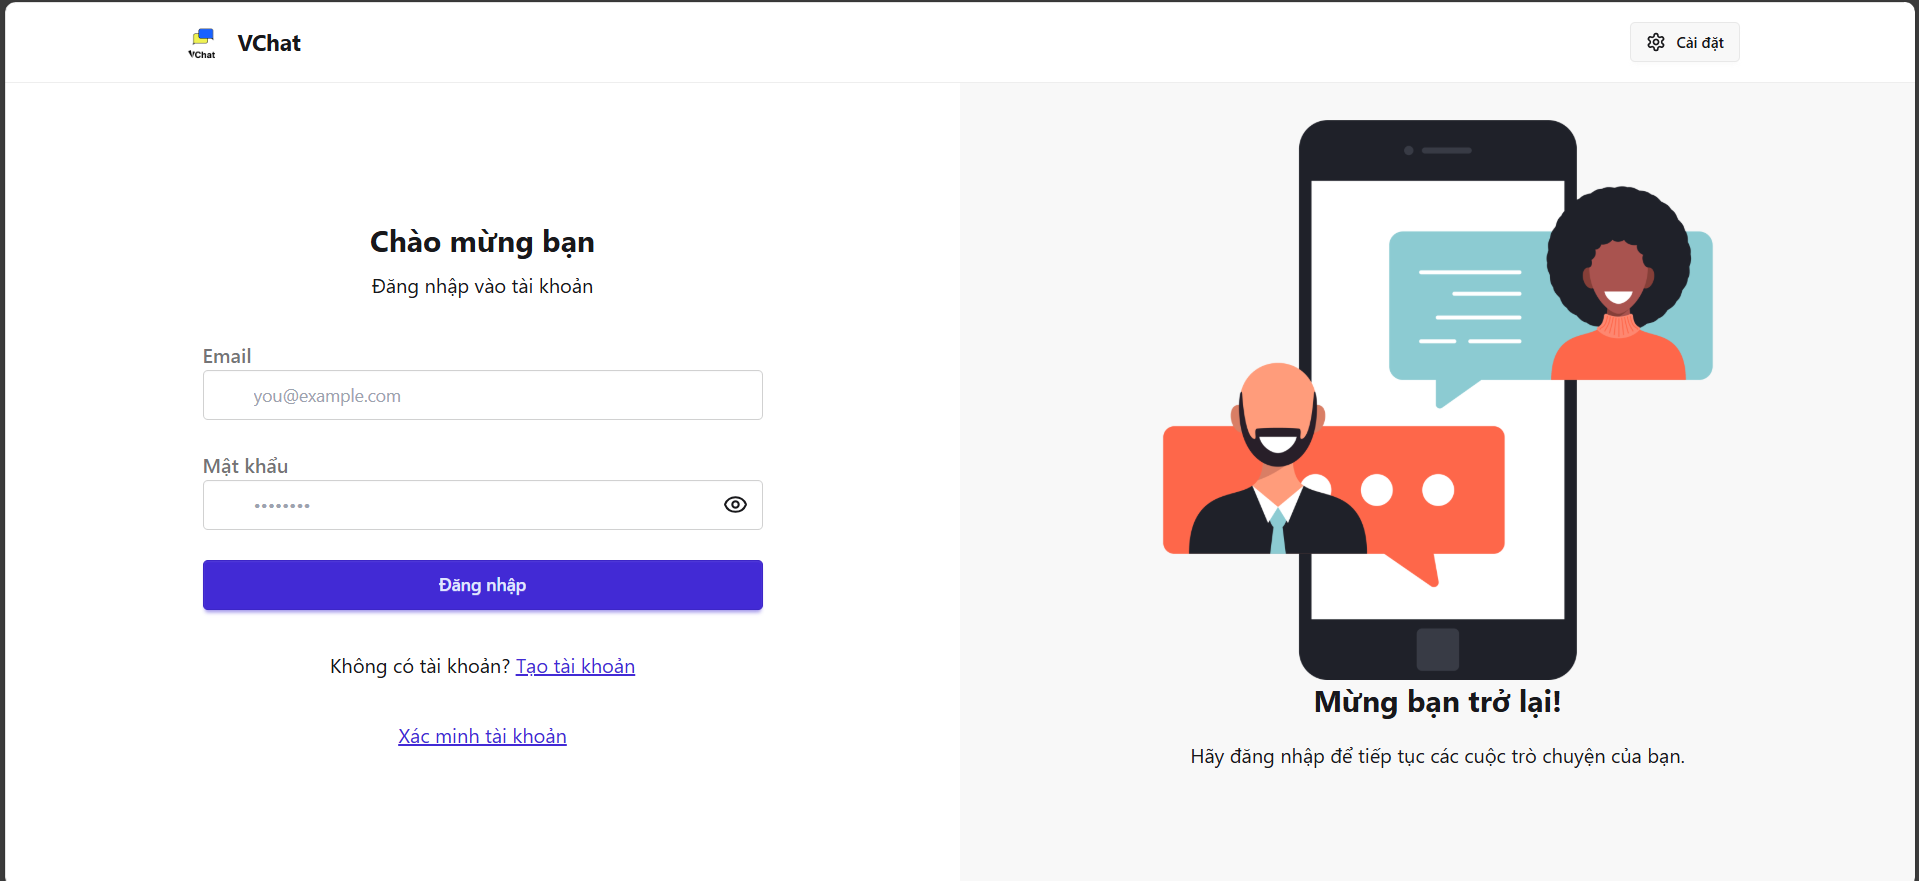 VChat
VChat
Cài đặt
Chào mừng bạn
Đăng nhập vào tài khoản
Email
you@example.com
Mật khẩu
••••••••
Đăng nhập
Không có tài khoản? Tạo tài khoản
Xác minh tài khoản
Mừng bạn trở lại!
Hãy đăng nhập để tiếp tục các cuộc trò chuyện của bạn.